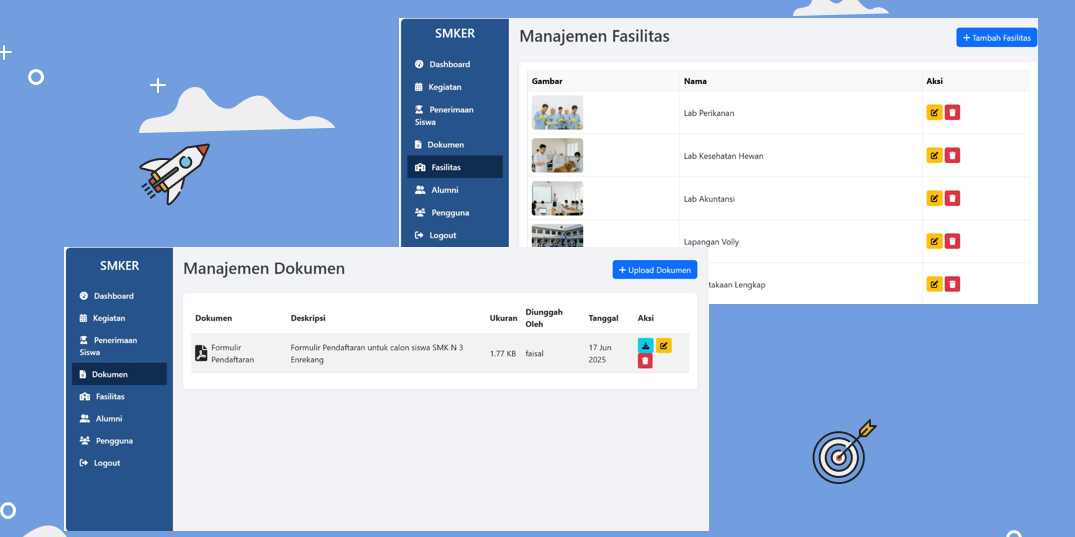 SMKER
Dashboard
Kegiatan
Penerimaan
Siswa
Dokumen
Fasilitas
Alumni
Pengguna
Logout
Manajemen Fasilitas
+ Tambah Fasilitas
Gambar Nama Aksi
Lab Perikanan
Lab Kesehatan Hewan
Lab Akuntansi
Lapangan Volly
takaan Lengkap
SMKER
Dashboard
Kegiatan
Penerimaan
Siswa
Dokumen
Fasilitas
Alumni
Pengguna
Logout
Manajemen Dokumen
+ Upload Dokumen
Dokumen Deskripsi Ukuran Diunggah Oleh Tanggal Aksi
Formulir Pendaftaran
Formulir Pendaftaran untuk calon siswa SMK N 3
Enrekang
1.77 KB
faisal
17 Jun
2025